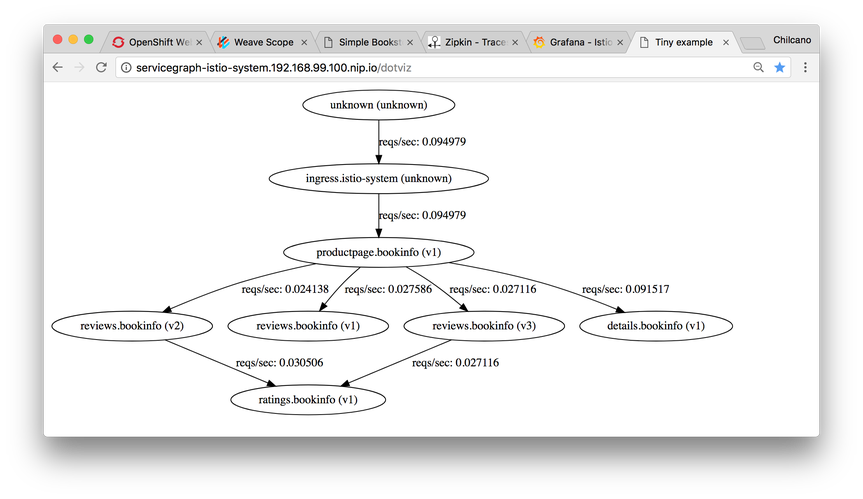 OpenShift We
Weave Scope
Simple Bookst
Zipkin - Trace
Grafana - Istio
Tiny example
Chilcano
servicegraph-istio-system.192.168.99.100.nip.io/dotviz
unknown (unknown)
reqs/sec: 0.094979
ingress.istio-system (unknown)
reqs/sec: 0.094979
productpage.bookinfo (v1)
reqs/sec: 0.024138
reqs/sec: 0.027586
reqs/sec: 0.027116
reqs/sec: 0.091517
reviews.bookinfo (v2)
reviews.bookinfo (v1)
reviews.bookinfo (v3)
details.bookinfo (v1)
reqs/sec: 0.030506
reqs/sec: 0.027116
ratings.bookinfo (v1)